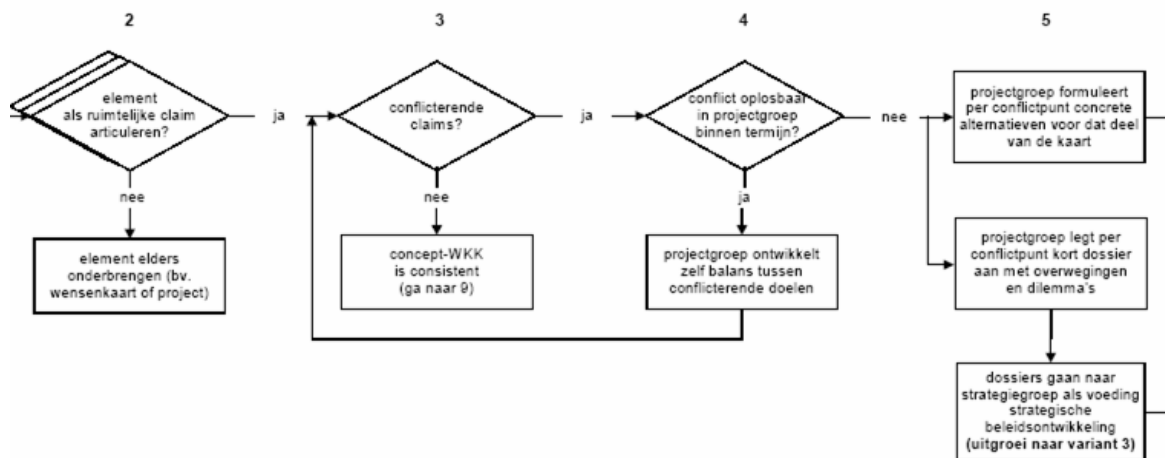 2
3
4
5
element
als ruimtelijke claim
articuleren?
ja
conflicterende
claims?
ja
conflict oplosbaar
in projectgroep
binnen termijn?
nee
projectgroep formuleert
per conflictpunt concrete
alternatieven voor dat deel
van de kaart
nee
nee
ja
element elders
onderbrengen (bv.
wensenkaart of project)
concept-WKK
is consistent
(ga naar 9)
projectgroep ontwikkelt
zelf balans tussen
conflicterende doelen
projectgroep legt per
conflictpunt kort dossier
aan met overwegingen
en dilemma's
dossiers gaan naar
strategiegroep als voeding
strategische
beleidsontwikkeling
(uitgroei naar variant 3)